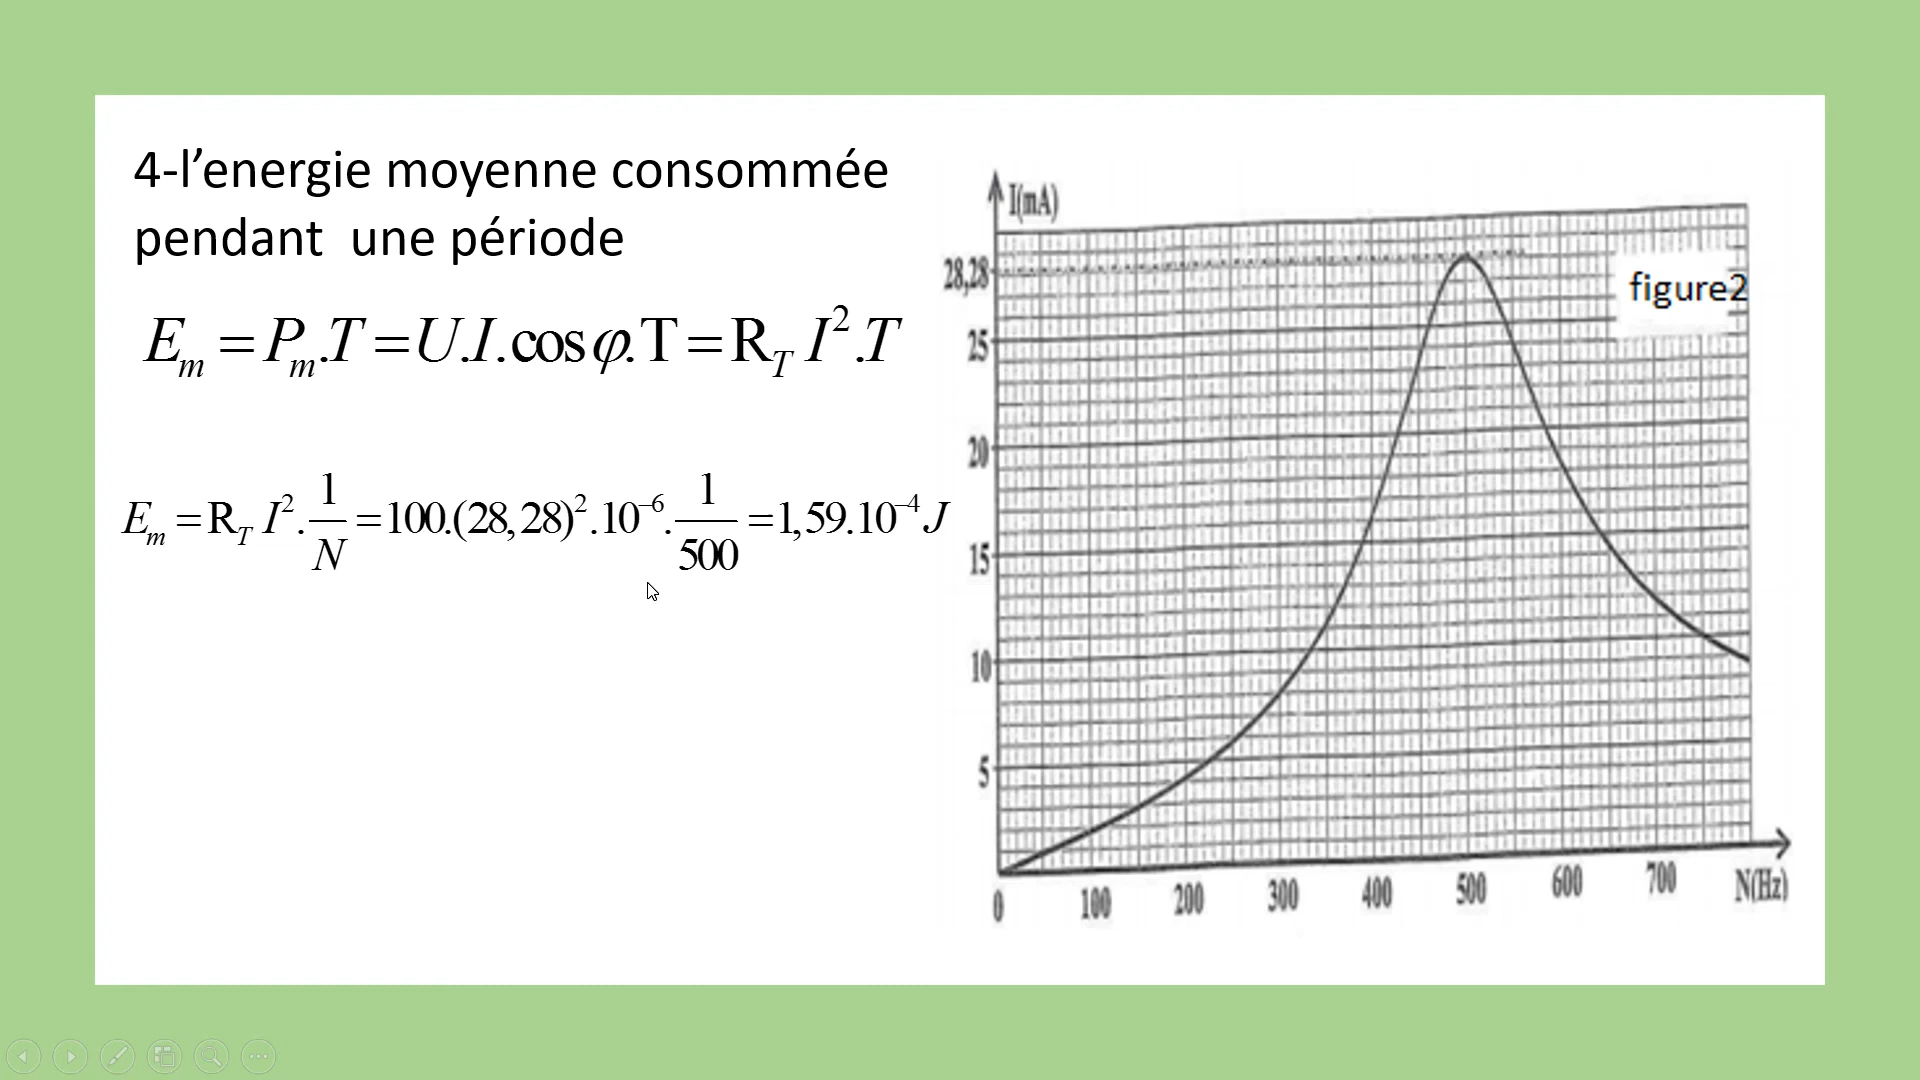 4-l’energie moyenne consommée
pendant une période
E_m = P_m.T = U.I.cosφ.T = R_T I².T
E_m = R_T I².1/N = 100.(28,28)².10⁻⁶.1/500 = 1,59.10⁻⁴ J
I(mA)
28,28
figure2
25
20
15
10
5
0 100 200 300 400 500 600 700 N(Hz)